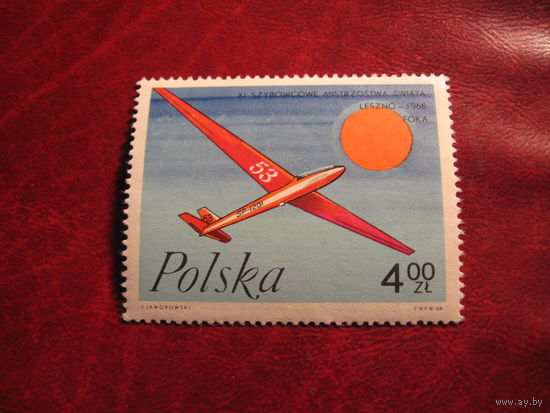 XI SZYBOWCOWE MISTRZOSTWA ŚWIATA
LESZNO-1968
FOKA
53
53
SP-1201
Polska
4.00
ZŁ
J. JAWOROWSKI
PWPW 68
www.ay.by